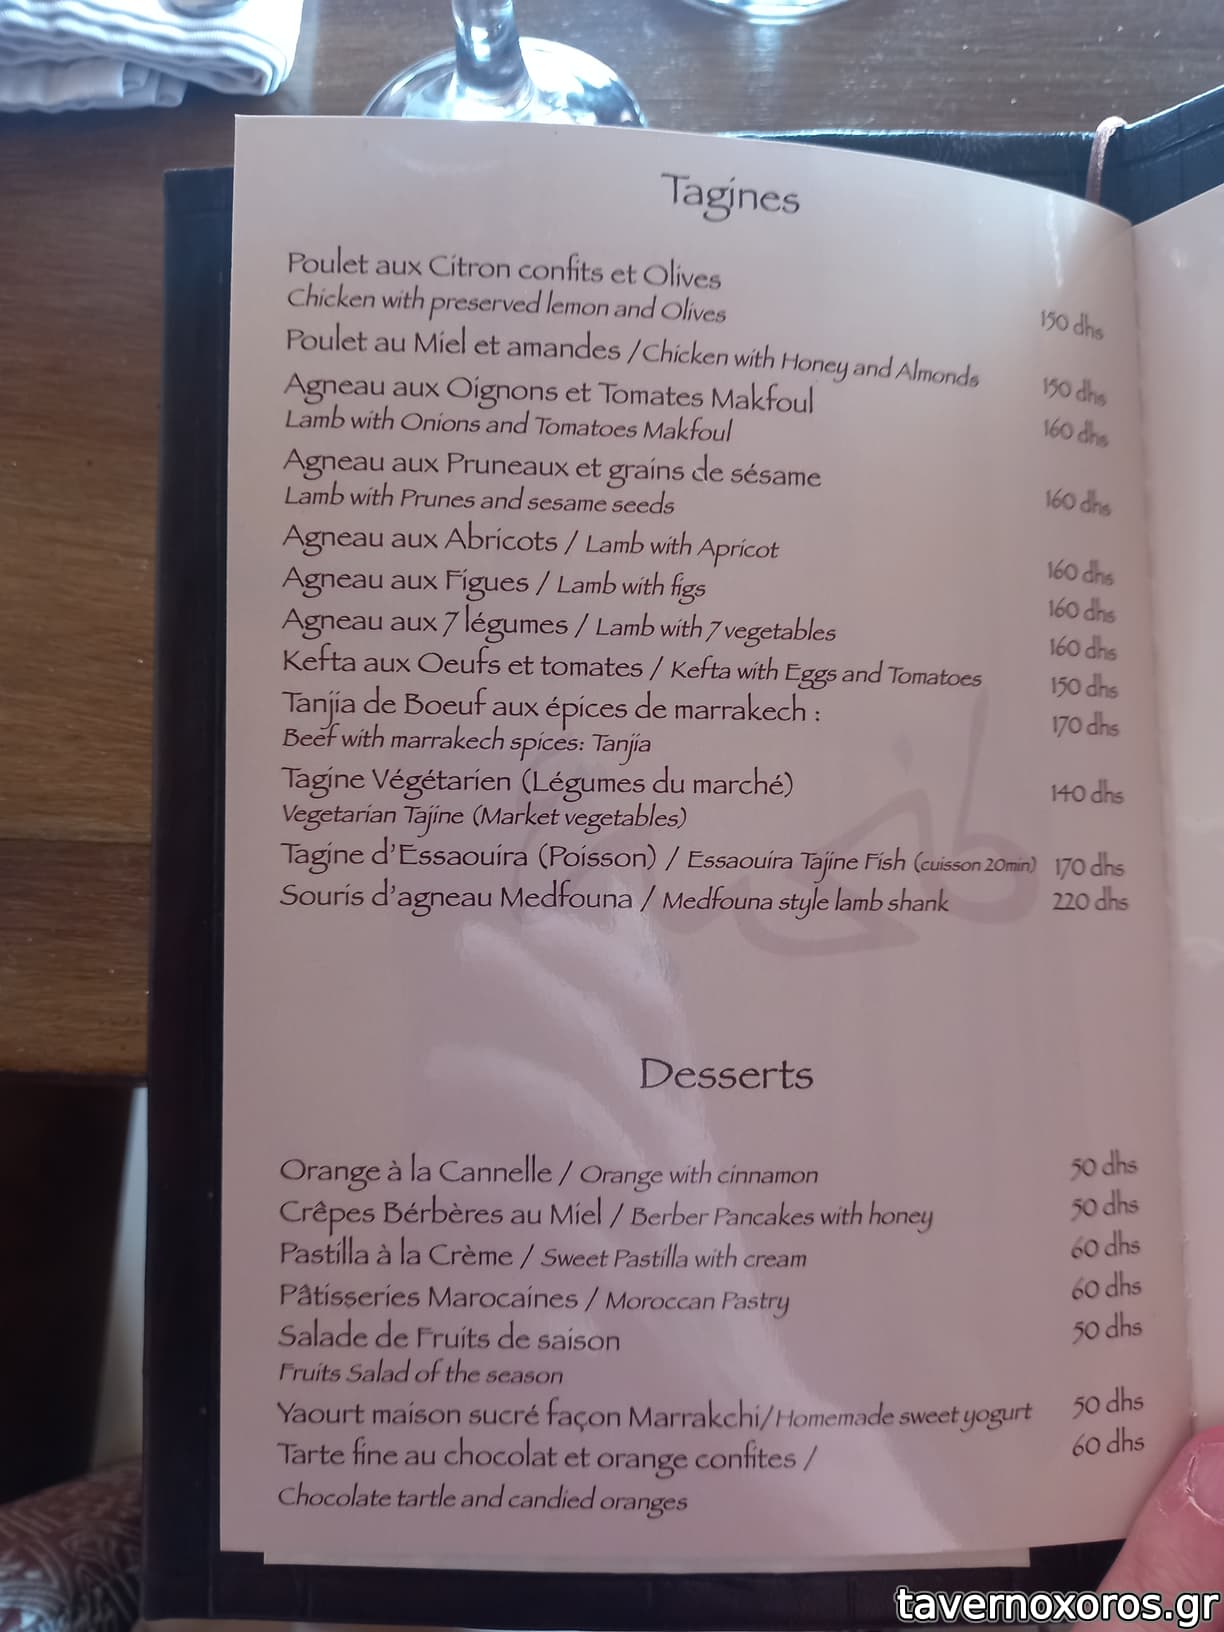 Tagines
Poulet aux Citron confits et Olives
Chicken with preserved lemon and Olives 150 dhs
Poulet au Miel et amandes / Chicken with Honey and Almonds 150 dhs
Agneau aux Oignons et Tomates Makfoul 160 dhs
Lamb with Onions and Tomatoes Makfoul
Agneau aux Pruneaux et grains de sésame 160 dhs
Lamb with Prunes and sesame seeds
Agneau aux Abricots / Lamb with Apricot 160 dhs
Agneau aux Figues / Lamb with figs 160 dhs
Agneau aux 7 légumes / Lamb with 7 vegetables 160 dhs
Kefta aux Oeufs et tomates / Kefta with Eggs and Tomatoes 150 dhs
Tanjia de Boeuf aux épices de marrakech : 170 dhs
Beef with marrakech spices: Tanjia
Tagine Végétarien (Légumes du marché) 140 dhs
Vegetarian Tajine (Market vegetables)
Tagine d'Essaouira (Poisson) / Essaouira Tajine Fish (cuisson 20min) 170 dhs
Souris d'agneau Medfouna / Medfouna style lamb shank 220 dhs
Desserts
Orange à la Cannelle / Orange with cinnamon 50 dhs
Crêpes Bérbères au Miel / Berber Pancakes with honey 50 dhs
Pastilla à la Crème / Sweet Pastilla with cream 60 dhs
Pâtisseries Marocaines / Moroccan Pastry 60 dhs
Salade de Fruits de saison 50 dhs
Fruits Salad of the season
Yaourt maison sucré façon Marrakchi/Homemade sweet yogurt 50 dhs
Tarte fine au chocolat et orange confites / 60 dhs
Chocolate tartle and candied oranges
tavernoxoros.gr